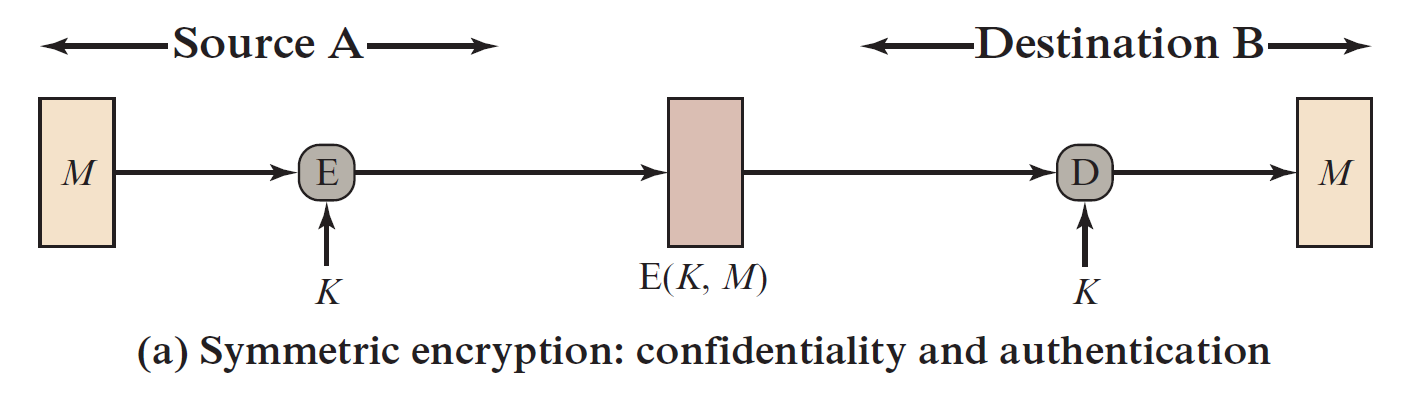 Source A Destination B
M E D M
K E(K, M) K
(a) Symmetric encryption: confidentiality and authentication